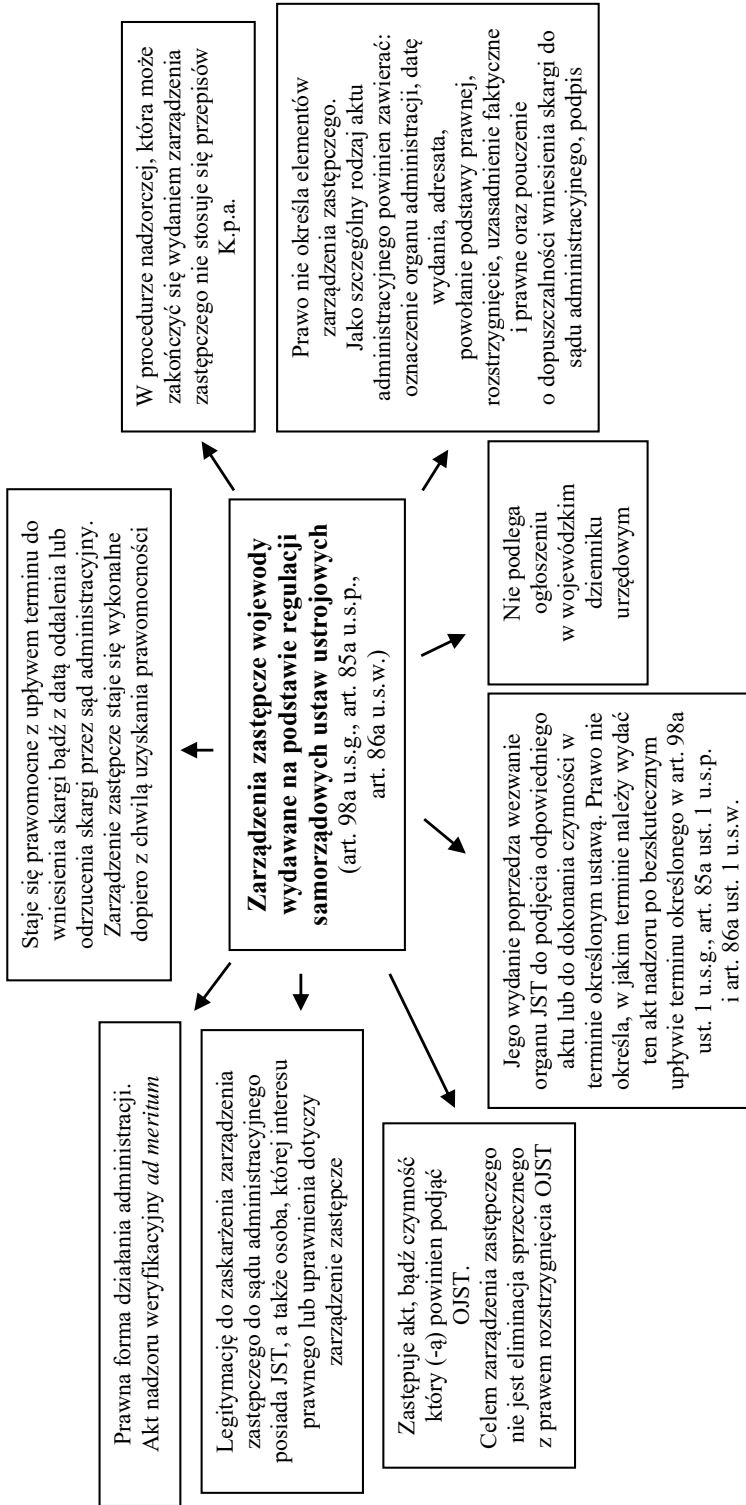 Prawna forma działania administracji.
Akt nadzoru weryfikacyjny ad meritum
Staje się prawomocne z upływem terminu do
wniesienia skargi bądź z datą oddalenia lub
odrzucenia skargi przez sąd administracyjny.
Zarządzenie zastępcze staje się wykonalne
dopiero z chwilą uzyskania prawomocności
W procedurze nadzorczej, która może
zakończyć się wydaniem zarządzenia
zastępczego nie stosuje się przepisów
K.p.a.
Legitymację do zaskarżenia zarządzenia
zastępczego do sądu administracyjnego
posiada JST, a także osoba, której interesu
prawnego lub uprawnienia dotyczy
zarządzenie zastępcze
Zarządzenia zastępcze wojewody
wydawane na podstawie regulacji
samorządowych ustaw ustrojowych
(art. 98a u.s.g., art. 85a u.s.p.,
art. 86a u.s.w.)
Prawo nie określa elementów
zarządzenia zastępczego.
Jako szczególny rodzaj aktu
administracyjnego powinien zawierać:
oznaczenie organu administracji, datę
wydania, adresata,
powołanie podstawy prawnej,
rozstrzygnięcie, uzasadnienie faktyczne
i prawne oraz pouczenie
o dopuszczalności wniesienia skargi do
sądu administracyjnego, podpis
Zastępuje akt, bądź czynność
który (-ą) powinien podjąć
OJST.
Celem zarządzenia zastępczego
nie jest eliminacja sprzecznego
z prawem rozstrzygnięcia OJST
Jego wydanie poprzedza wezwanie
organu JST do podjęcia odpowiedniego
aktu lub do dokonania czynności w
terminie określonym ustawą. Prawo nie
określa, w jakim terminie należy wydać
ten akt nadzoru po bezskutecznym
upływie terminu określonego w art. 98a
ust. 1 u.s.g., art. 85a ust. 1 u.s.p.
i art. 86a ust. 1 u.s.w.
Nie podlega
ogłoszeniu
w wojewódzkim
dzienniku
urzędowym